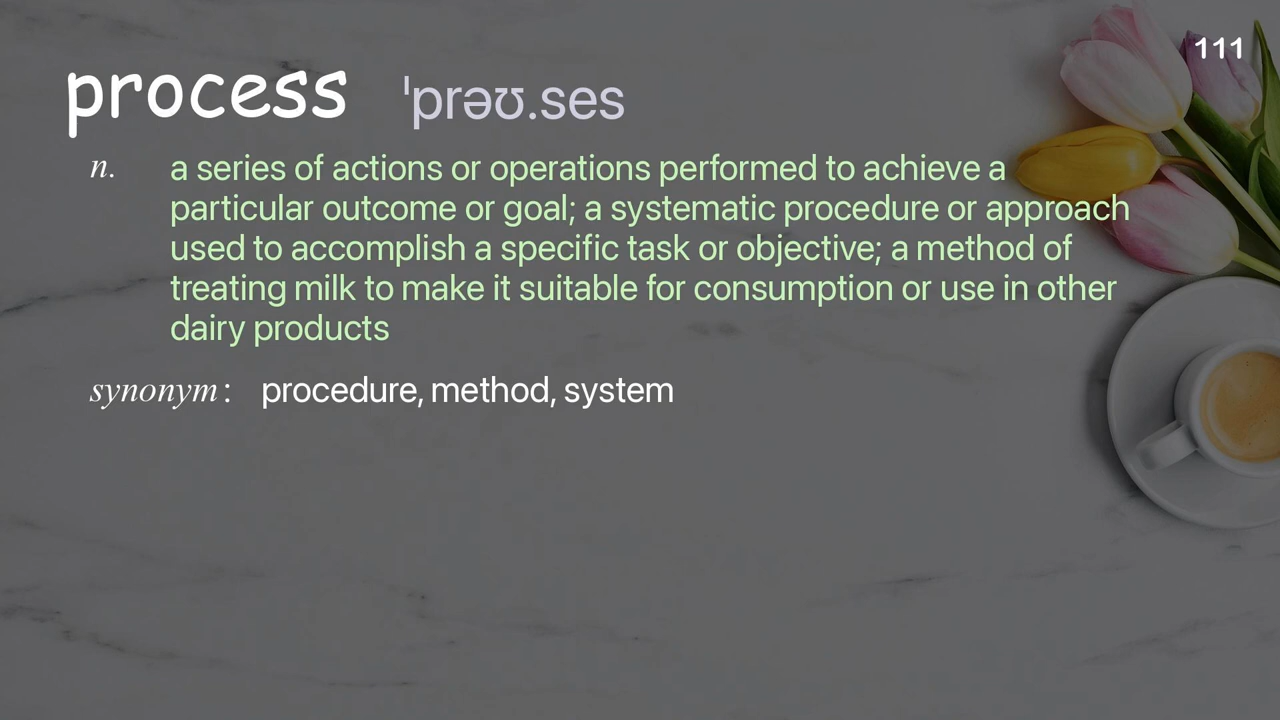 111
process ˈprəʊ.ses
n. a series of actions or operations performed to achieve a
particular outcome or goal; a systematic procedure or approach
used to accomplish a specific task or objective; a method of
treating milk to make it suitable for consumption or use in other
dairy products
synonym: procedure, method, system